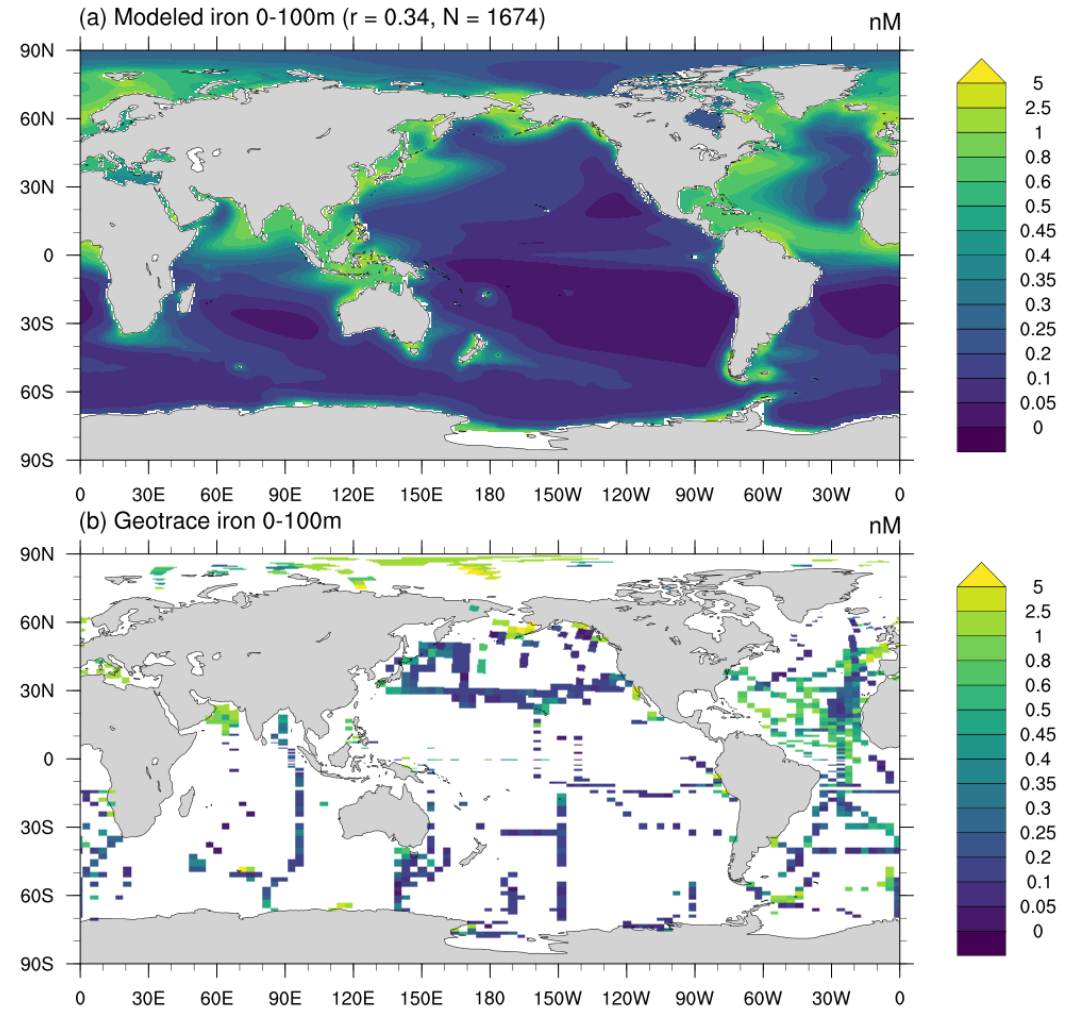 (a) Modeled iron 0-100m (r = 0.34, N = 1674)
nM
90N
60N
30N
0
30S
60S
90S
0 30E 60E 90E 120E 150E 180 150W 120W 90W 60W 30W 0
5
2.5
1
0.8
0.6
0.5
0.45
0.4
0.35
0.3
0.25
0.2
0.1
0.05
0
(b) Geotrace iron 0-100m
nM
90N
60N
30N
0
30S
60S
90S
0 30E 60E 90E 120E 150E 180 150W 120W 90W 60W 30W 0
5
2.5
1
0.8
0.6
0.5
0.45
0.4
0.35
0.3
0.25
0.2
0.1
0.05
0